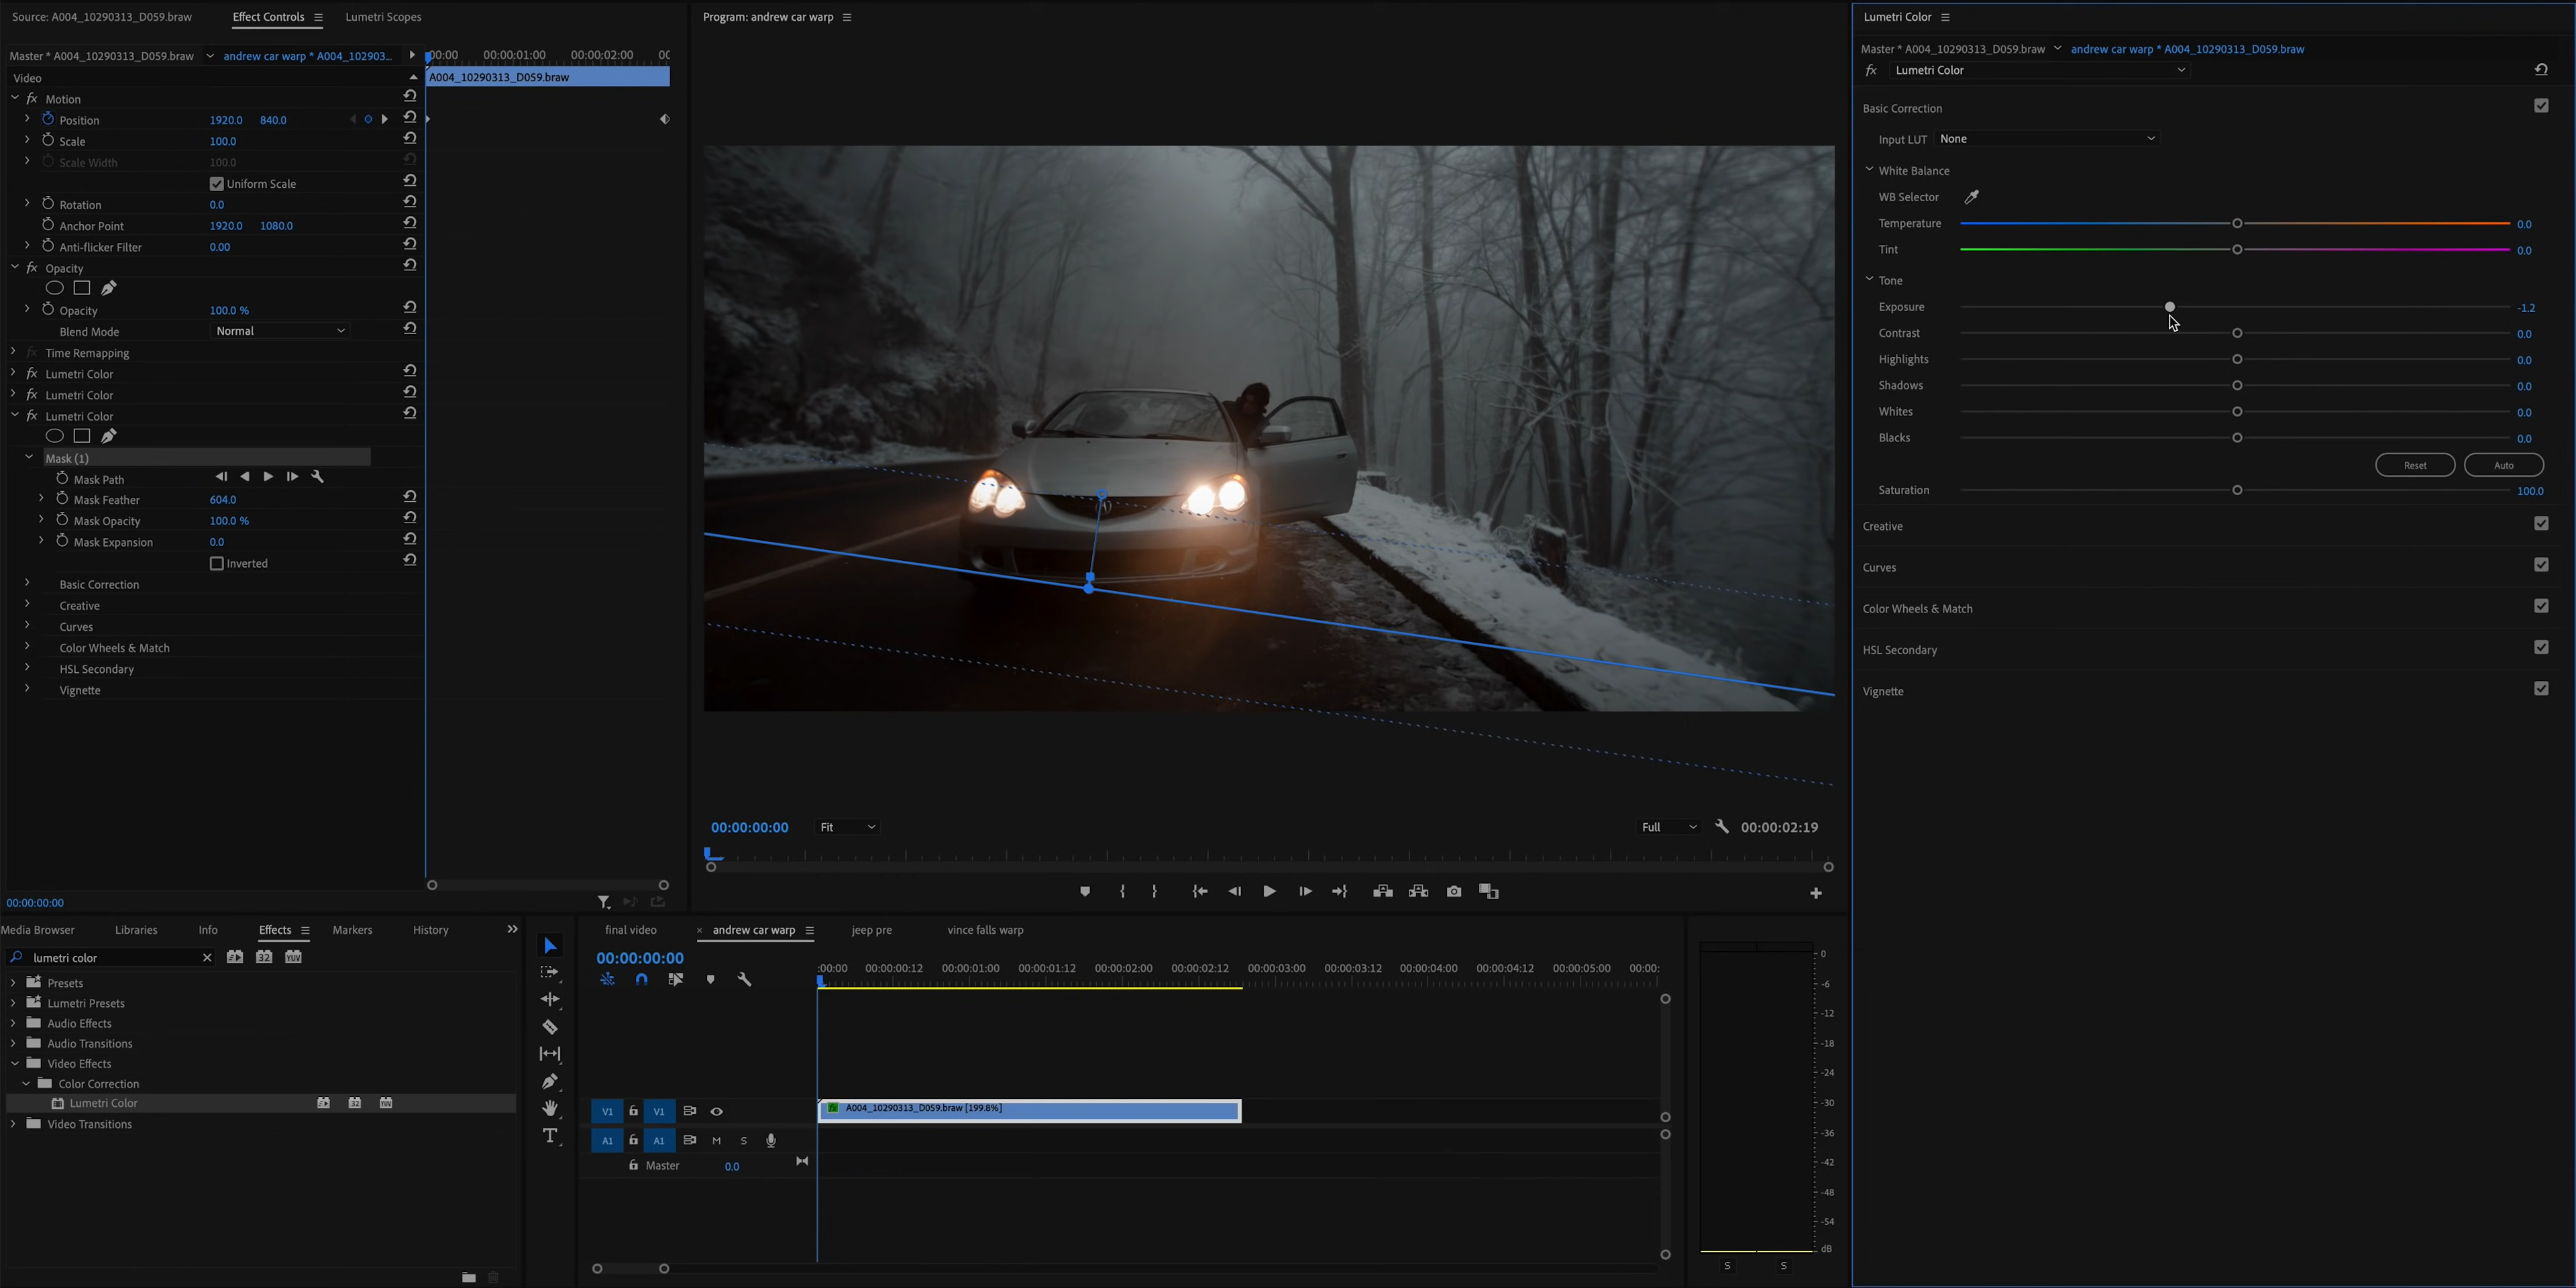 Source: A004_10290313_D059.braw
Effect Controls
Lumetri Scopes
Master * A004_10290313_D059.braw
andrew car warp * A004_102903...
:00:00
00:00:01:00
00:00:02:00
00
Video
A004_10290313_D059.braw
fx Motion
Position 1920.0 840.0
Scale 100.0
Scale Width 100.0
Uniform Scale
Rotation 0.0
Anchor Point 1920.0 1080.0
Anti-flicker Filter 0.00
fx Opacity
Opacity 100.0 %
Blend Mode Normal
fx Time Remapping
fx Lumetri Color
fx Lumetri Color
fx Lumetri Color
Mask (1)
Mask Path
Mask Feather 604.0
Mask Opacity 100.0 %
Mask Expansion 0.0
Inverted
Basic Correction
Creative
Curves
Color Wheels & Match
HSL Secondary
Vignette
00:00:00:00
Program: andrew car warp
00:00:00:00
Fit
Full
00:00:02:19
Lumetri Color
Master * A004_10290313_D059.braw
andrew car warp * A004_10290313_D059.braw
fx Lumetri Color
Basic Correction
Input LUT None
White Balance
WB Selector
Temperature 0.0
Tint 0.0
Tone
Exposure -1.2
Contrast 0.0
Highlights 0.0
Shadows 0.0
Whites 0.0
Blacks 0.0
Reset
Auto
Saturation 100.0
Creative
Curves
Color Wheels & Match
HSL Secondary
Vignette
Media Browser
Libraries
Info
Effects
Markers
History
lumetri color
32
YUV
Presets
Lumetri Presets
Audio Effects
Audio Transitions
Video Effects
Color Correction
Lumetri Color
Video Transitions
final video
andrew car warp
jeep pre
vince falls warp
00:00:00:00
:00:00
00:00:00:12
00:00:01:00
00:00:01:12
00:00:02:00
00:00:02:12
00:00:03:00
00:00:03:12
00:00:04:00
00:00:04:12
00:00:05:00
00:00:
V1
V1
fx A004_10290313_D059.braw [199.8%]
A1
A1
M
S
Master 0.0
0
-6
-12
-18
-24
-30
-36
-42
-48
-54
dB
S
S